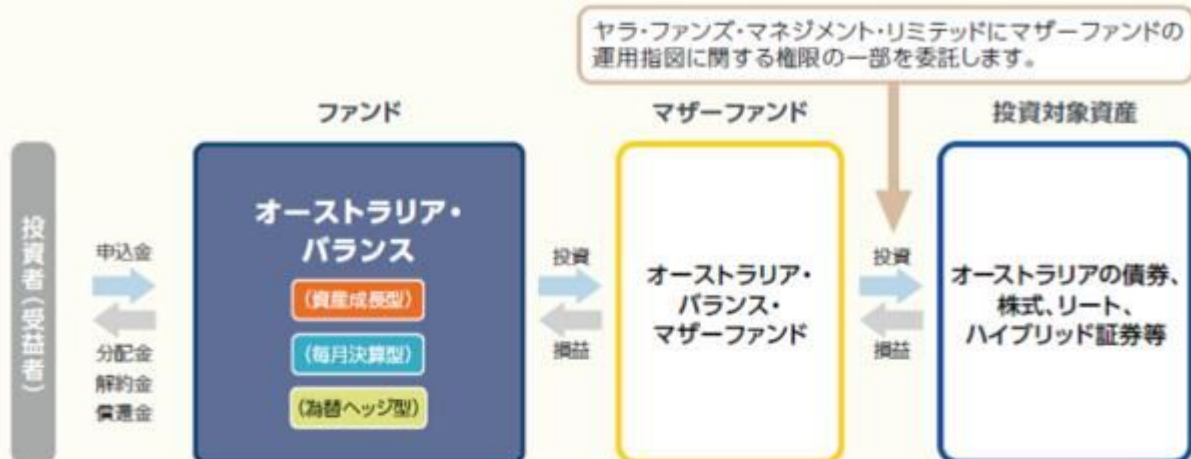 ヤラ・ファンズ・マネジメント・リミテッドにマザーファンドの
運用指図に関する権限の一部を委託します。
ファンド
マザーファンド
投資対象資産
投資者(受益者)
申込金
分配金
解約金
償還金
オーストラリア・
バランス
(資産成長型)
(毎月決算型)
(為替ヘッジ型)
投資
損益
オーストラリア・
バランス・
マザーファンド
投資
損益
オーストラリアの債券、
株式、リート、
ハイブリッド証券等